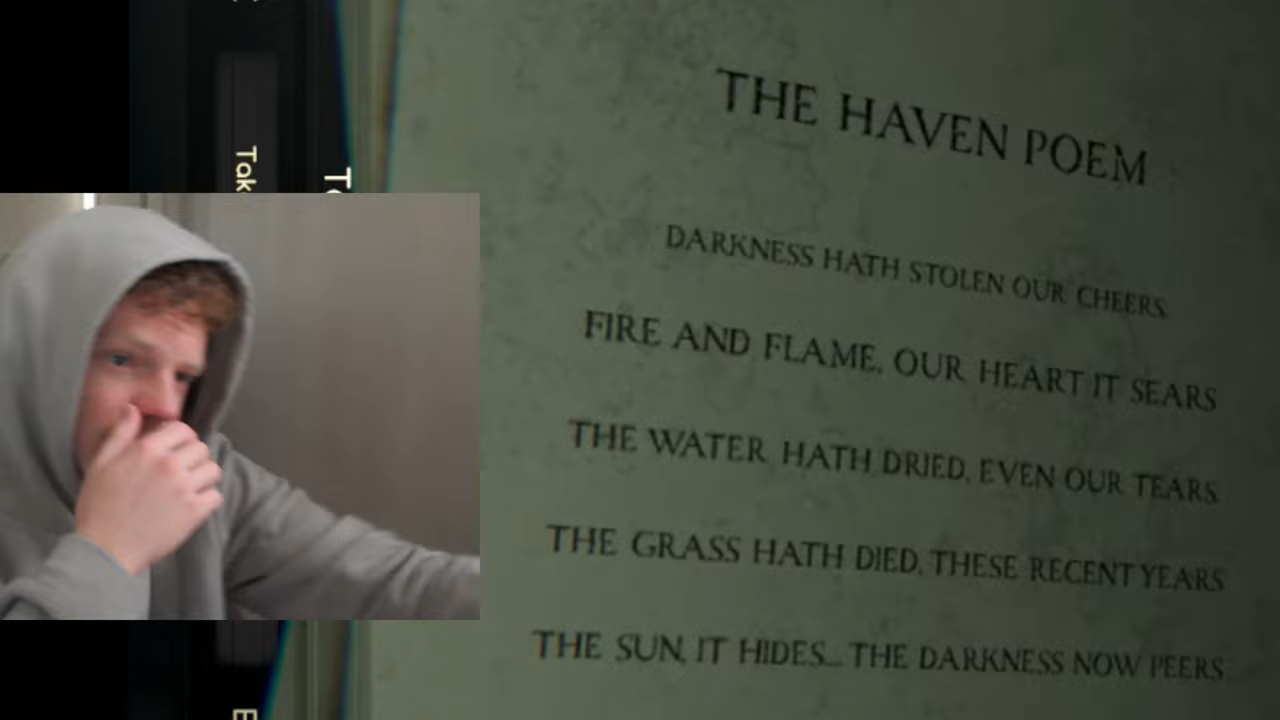 THE HAVEN POEM
DARKNESS HATH STOLEN OUR CHEERS.
FIRE AND FLAME, OUR HEART IT SEARS
THE WATER HATH DRIED, EVEN OUR TEARS.
THE GRASS HATH DIED, THESE RECENT YEARS
THE SUN, IT HIDES... THE DARKNESS NOW PEERS
Tak